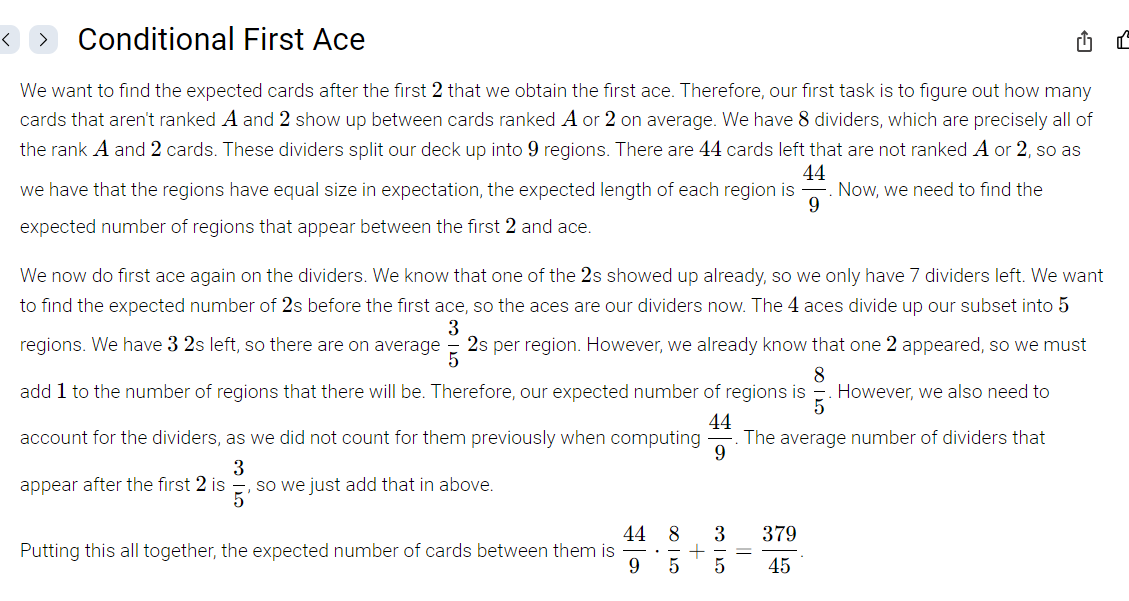 Conditional First Ace
We want to find the expected cards after the first 2 that we obtain the first ace. Therefore, our first task is to figure out how many
cards that aren't ranked A and 2 show up between cards ranked A or 2 on average. We have 8 dividers, which are precisely all of
the rank A and 2 cards. These dividers split our deck up into 9 regions. There are 44 cards left that are not ranked A or 2, so as
we have that the regions have equal size in expectation, the expected length of each region is 44/9. Now, we need to find the
expected number of regions that appear between the first 2 and ace.
We now do first ace again on the dividers. We know that one of the 2s showed up already, so we only have 7 dividers left. We want
to find the expected number of 2s before the first ace, so the aces are our dividers now. The 4 aces divide up our subset into 5
regions. We have 3 2s left, so there are on average 3/5 2s per region. However, we already know that one 2 appeared, so we must
add 1 to the number of regions that there will be. Therefore, our expected number of regions is 8/5. However, we also need to
account for the dividers, as we did not count for them previously when computing 44/9. The average number of dividers that
appear after the first 2 is 3/5, so we just add that in above.
Putting this all together, the expected number of cards between them is 44/9 · 8/5 + 3/5 = 379/45.